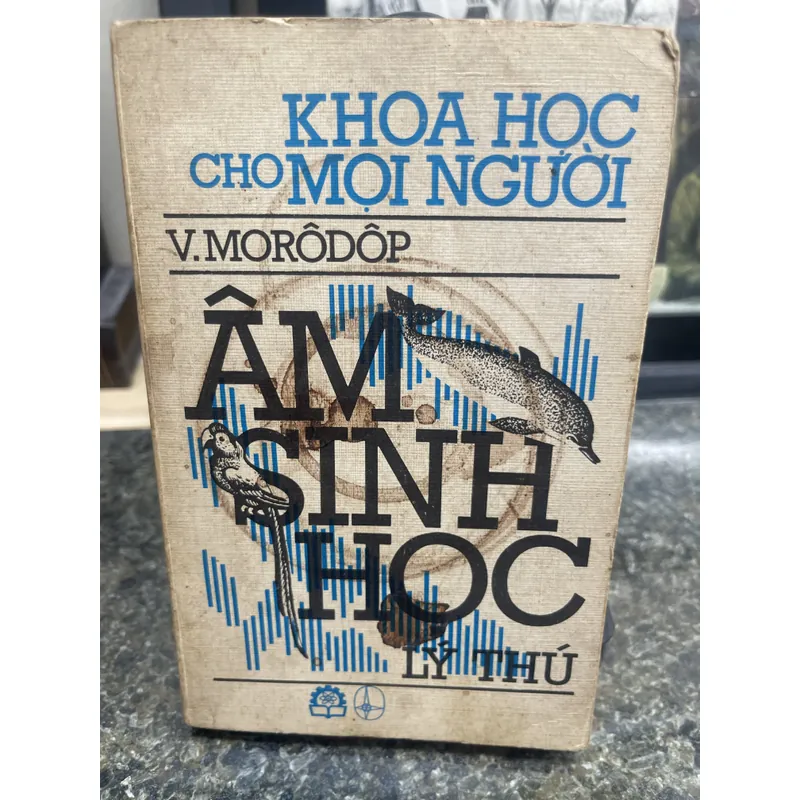 KHOA HỌC
CHO MỌI NGƯỜI
V. MORÔDÔP
ÂM
SINH
HỌC
LÝ THÚ